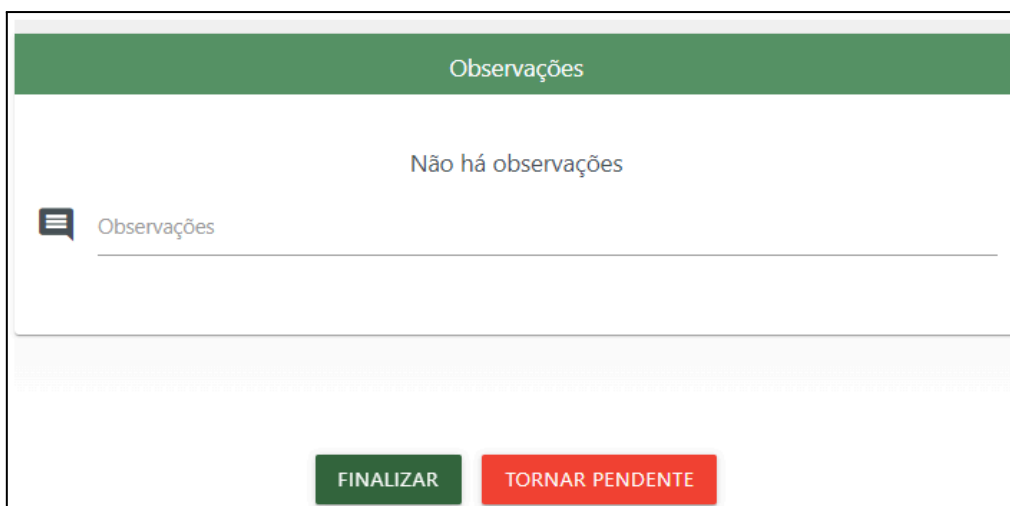 Observações
Não há observações
Observações
FINALIZAR TORNAR PENDENTE